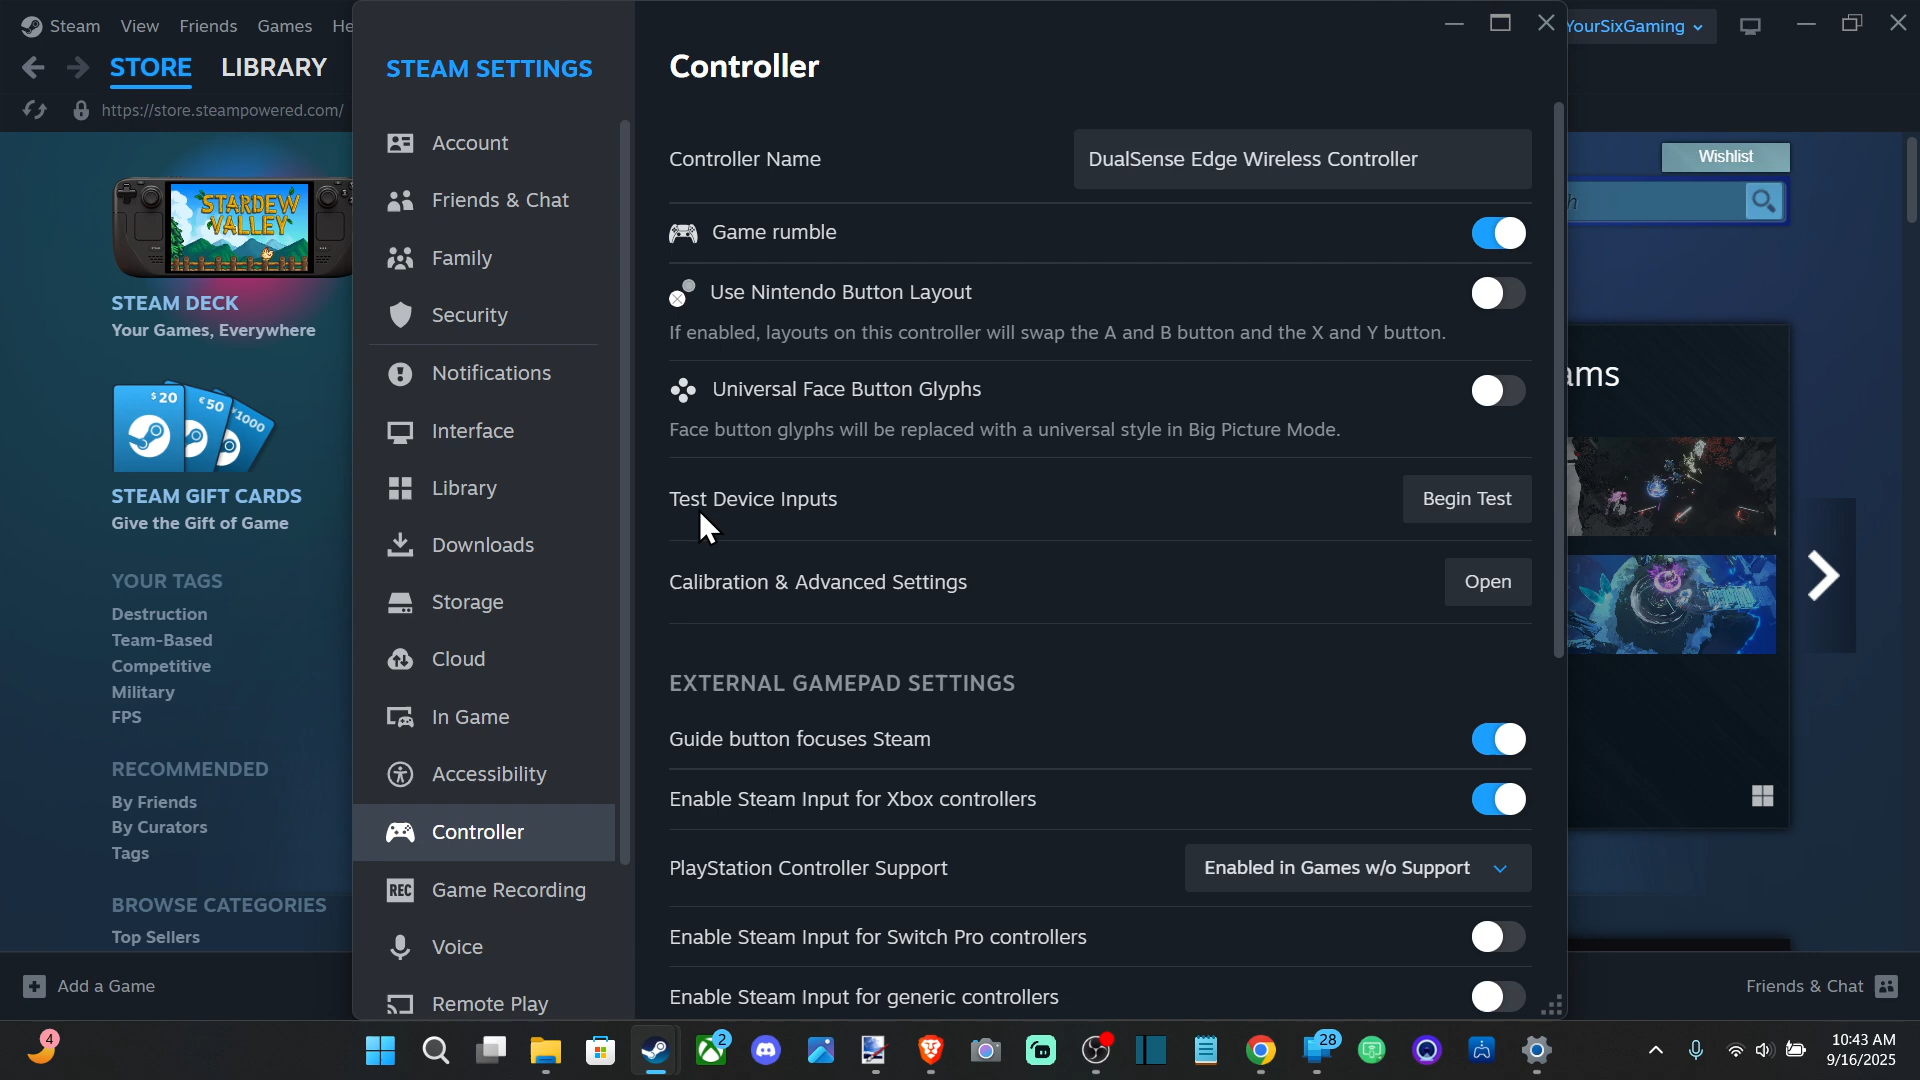 Steam View Friends Games He
YourSixGaming
STORE LIBRARY
https://store.steampowered.com/
STARDEW
VALLEY
STEAM DECK
Your Games, Everywhere
$20
€50
¥1000
STEAM GIFT CARDS
Give the Gift of Game
YOUR TAGS
Destruction
Team-Based
Competitive
Military
FPS
RECOMMENDED
By Friends
By Curators
Tags
BROWSE CATEGORIES
Top Sellers
+ Add a Game
STEAM SETTINGS
Account
Friends & Chat
Family
Security
Notifications
Interface
Library
Downloads
Storage
Cloud
In Game
Accessibility
Controller
REC Game Recording
Voice
Remote Play
Controller
Controller Name DualSense Edge Wireless Controller
Game rumble
Use Nintendo Button Layout
If enabled, layouts on this controller will swap the A and B button and the X and Y button.
Universal Face Button Glyphs
Face button glyphs will be replaced with a universal style in Big Picture Mode.
Test Device Inputs Begin Test
Calibration & Advanced Settings Open
EXTERNAL GAMEPAD SETTINGS
Guide button focuses Steam
Enable Steam Input for Xbox controllers
PlayStation Controller Support Enabled in Games w/o Support
Enable Steam Input for Switch Pro controllers
Enable Steam Input for generic controllers
Wishlist
h
ams
Friends & Chat
4
2
28
10:43 AM
9/16/2025